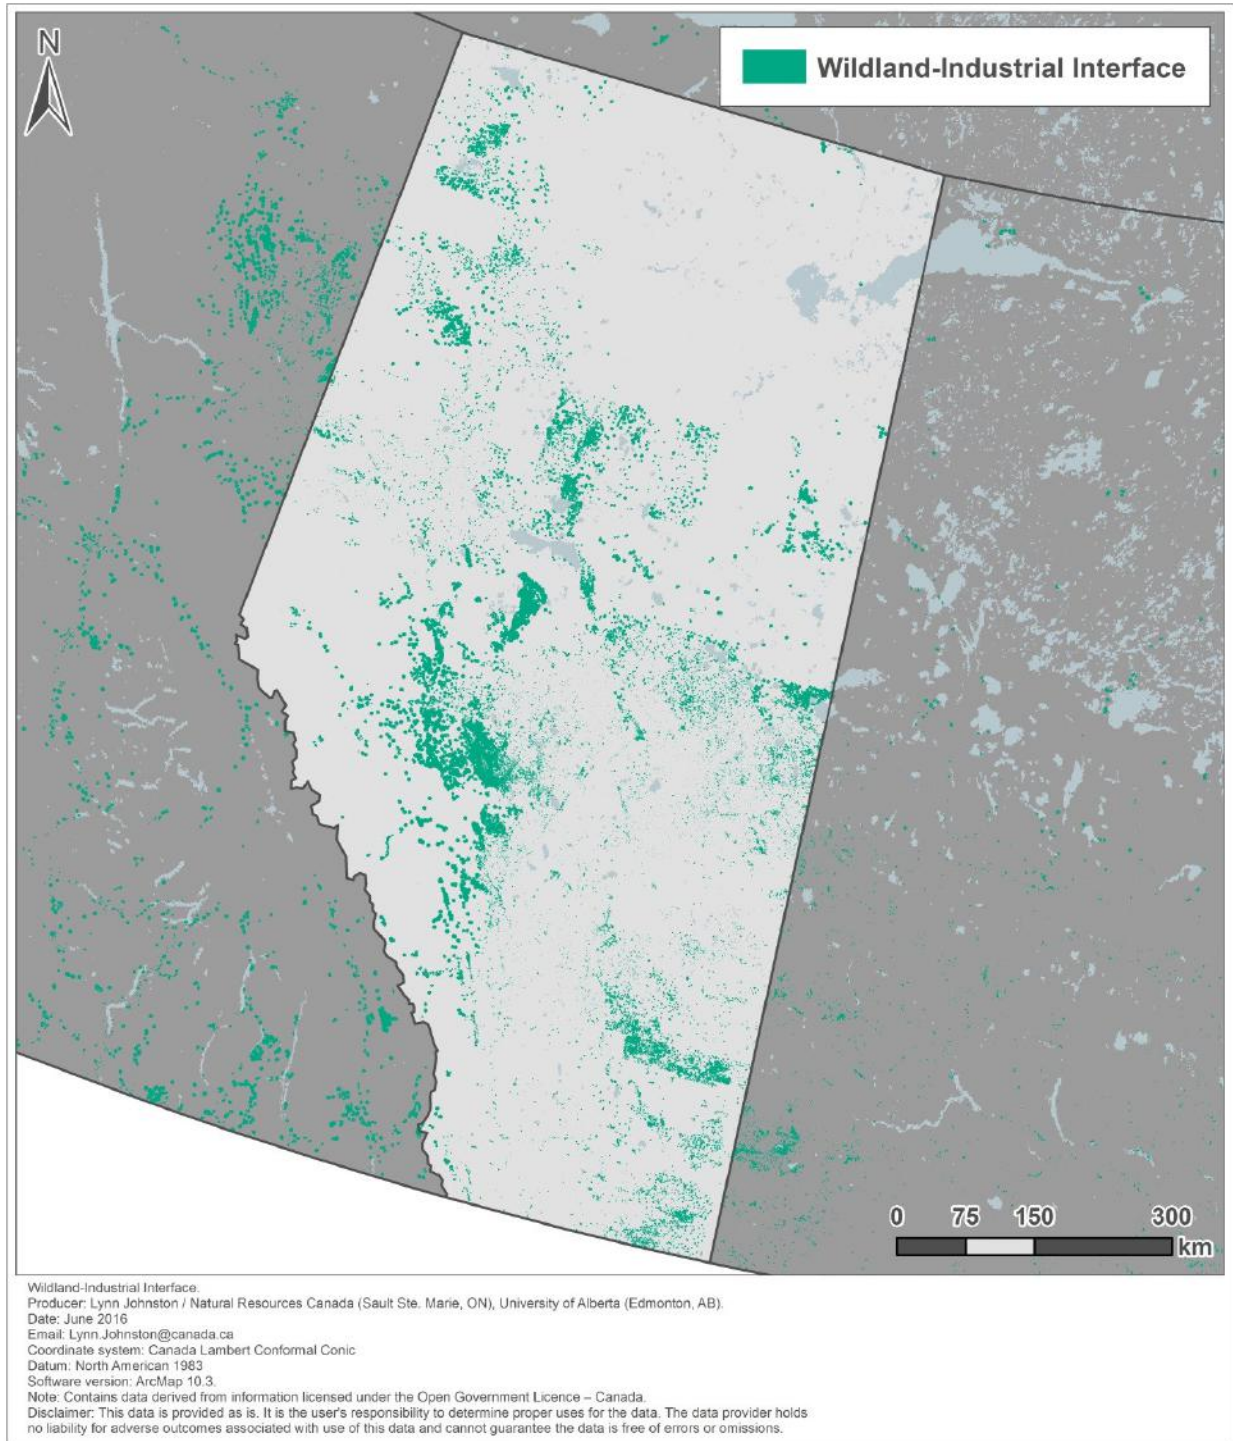 N
Wildland-Industrial Interface
0 75 150 300
km
Wildland-Industrial Interface.
Producer: Lynn Johnston / Natural Resources Canada (Sault Ste. Marie, ON), University of Alberta (Edmonton, AB).
Date: June 2016
Email: Lynn.Johnston@canada.ca
Coordinate system: Canada Lambert Conformal Conic
Datum: North American 1983
Software version: ArcMap 10.3.
Note: Contains data derived from information licensed under the Open Government Licence – Canada.
Disclaimer: This data is provided as is. It is the user's responsibility to determine proper uses for the data. The data provider holds
no liability for adverse outcomes associated with use of this data and cannot guarantee the data is free of errors or omissions.